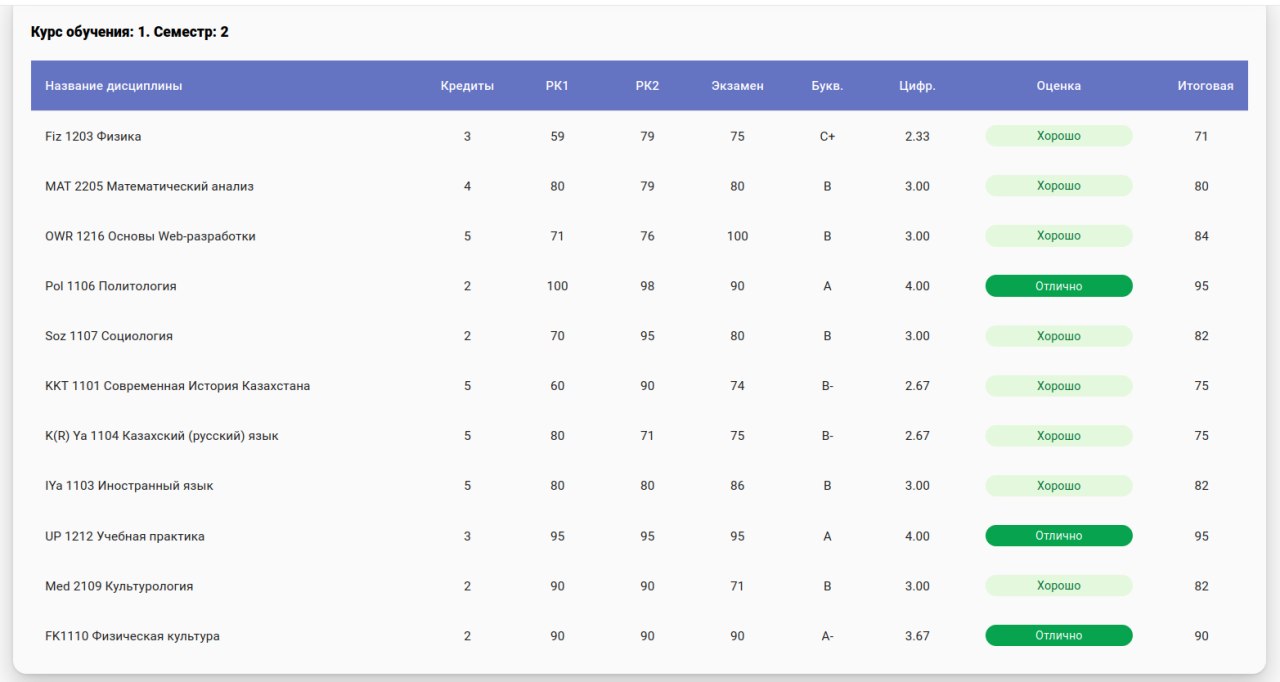 Курс обучения: 1. Семестр: 2
Название дисциплины Кредиты РК1 РК2 Экзамен Букв. Цифр. Оценка Итоговая
Fiz 1203 Физика 3 59 79 75 C+ 2.33 Хорошо 71
MAT 2205 Математический анализ 4 80 79 80 B 3.00 Хорошо 80
OWR 1216 Основы Web-разработки 5 71 76 100 B 3.00 Хорошо 84
Pol 1106 Политология 2 100 98 90 A 4.00 Отлично 95
Soz 1107 Социология 2 70 95 80 B 3.00 Хорошо 82
KKT 1101 Современная История Казахстана 5 60 90 74 B- 2.67 Хорошо 75
K(R) Ya 1104 Казахский (русский) язык 5 80 71 75 B- 2.67 Хорошо 75
IYa 1103 Иностранный язык 5 80 80 86 B 3.00 Хорошо 82
UP 1212 Учебная практика 3 95 95 95 A 4.00 Отлично 95
Med 2109 Культурология 2 90 90 71 B 3.00 Хорошо 82
FK1110 Физическая культура 2 90 90 90 A- 3.67 Отлично 90